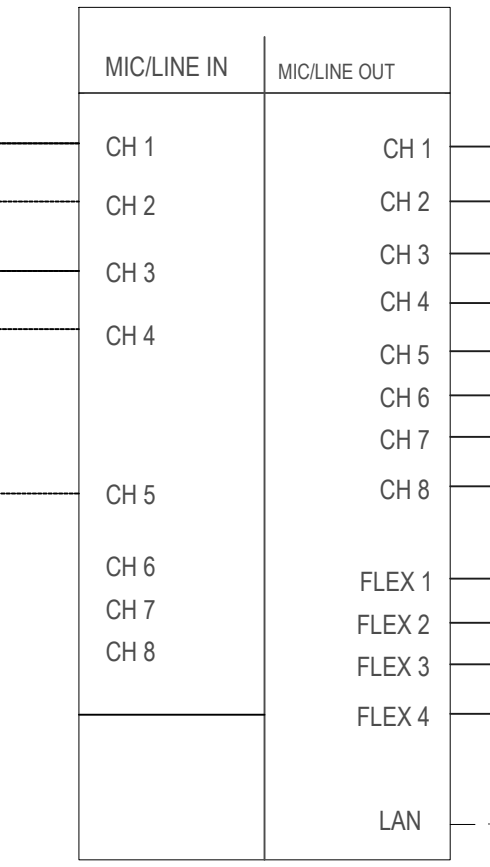 MIC/LINE IN
CH 1
CH 2
CH 3
CH 4
CH 5
CH 6
CH 7
CH 8
MIC/LINE OUT
CH 1
CH 2
CH 3
CH 4
CH 5
CH 6
CH 7
CH 8
FLEX 1
FLEX 2
FLEX 3
FLEX 4
LAN